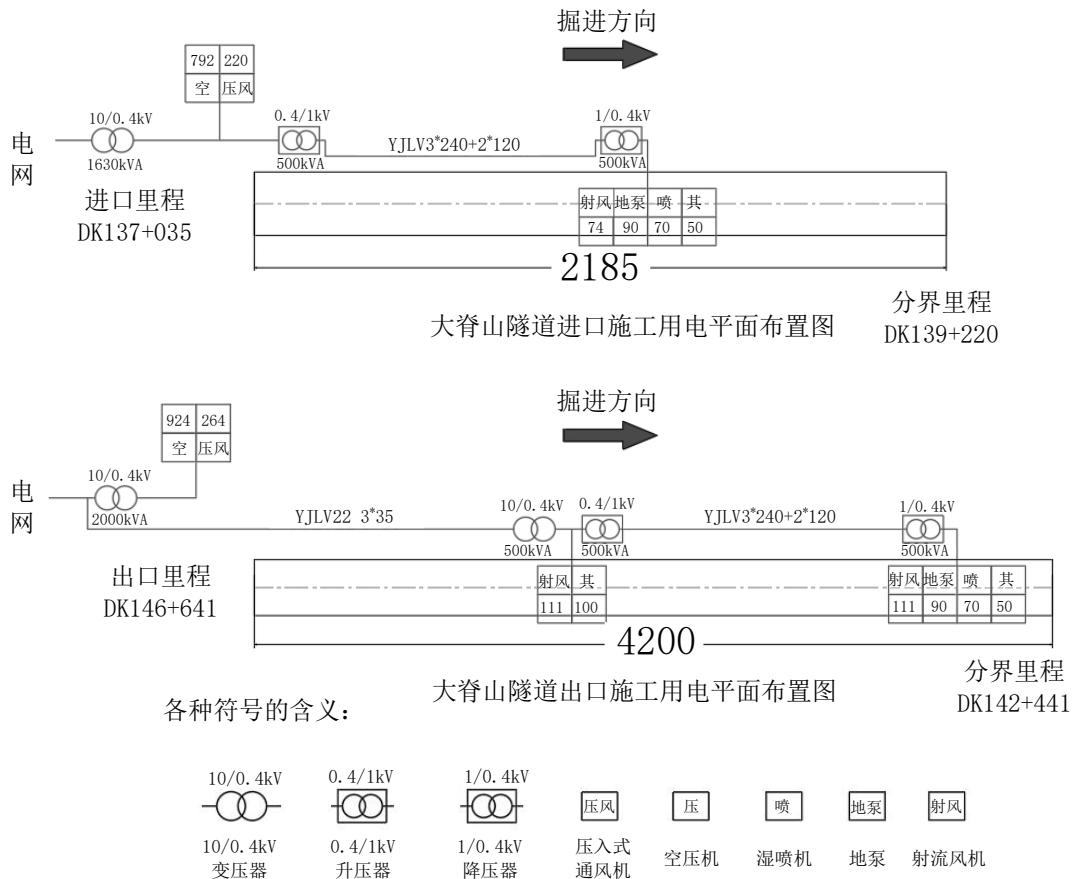 掘进方向
792 220
空 压风
10/0.4kV
0.4/1kV
1/0.4kV
电网
YJLV3*240+2*120
1630kVA
500kVA
500kVA
进口里程
DK137+035
射风 地泵 喷 其
74 90 70 50
2185
大脊山隧道进口施工用电平面布置图
分界里程
DK139+220
掘进方向
924 264
空 压风
10/0.4kV
10/0.4kV
0.4/1kV
1/0.4kV
电网
2000kVA
YJLV22 3*35
YJLV3*240+2*120
500kVA
500kVA
500kVA
出口里程
DK146+641
射风 其
111 100
射风 地泵 喷 其
111 90 70 50
4200
大脊山隧道出口施工用电平面布置图
分界里程
DK142+441
各种符号的含义：
10/0.4kV
0.4/1kV
1/0.4kV
压风
压
喷
地泵
射风
10/0.4kV
变压器
0.4/1kV
升压器
1/0.4kV
降压器
压入式
通风机
空压机
湿喷机
地泵
射流风机